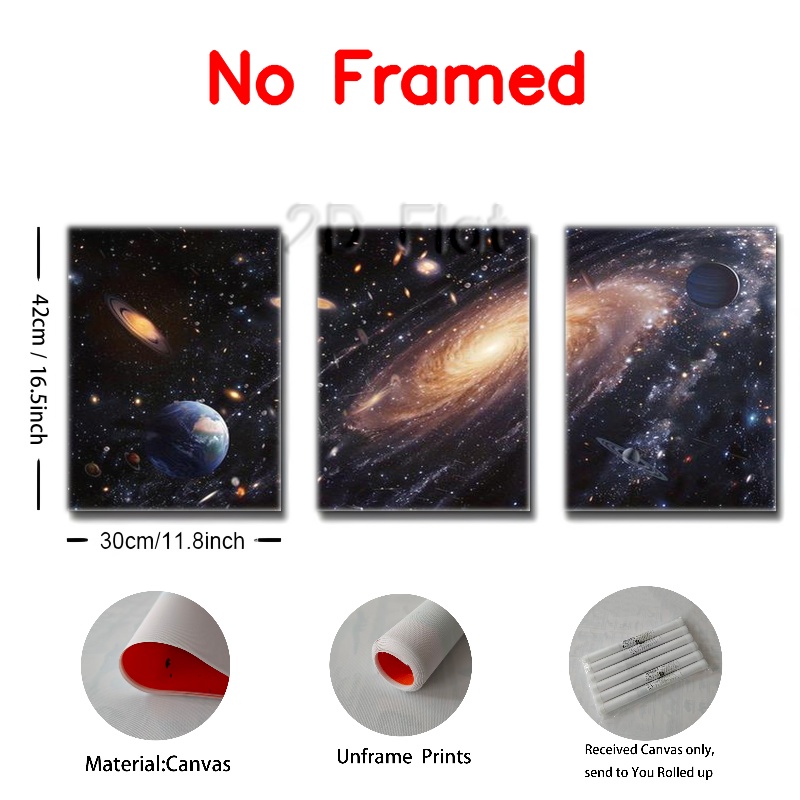 No Framed
2D Flat
42cm / 16.5inch
30cm/11.8inch
Material:Canvas
Unframe Prints
Received Canvas only,
send to You Rolled up